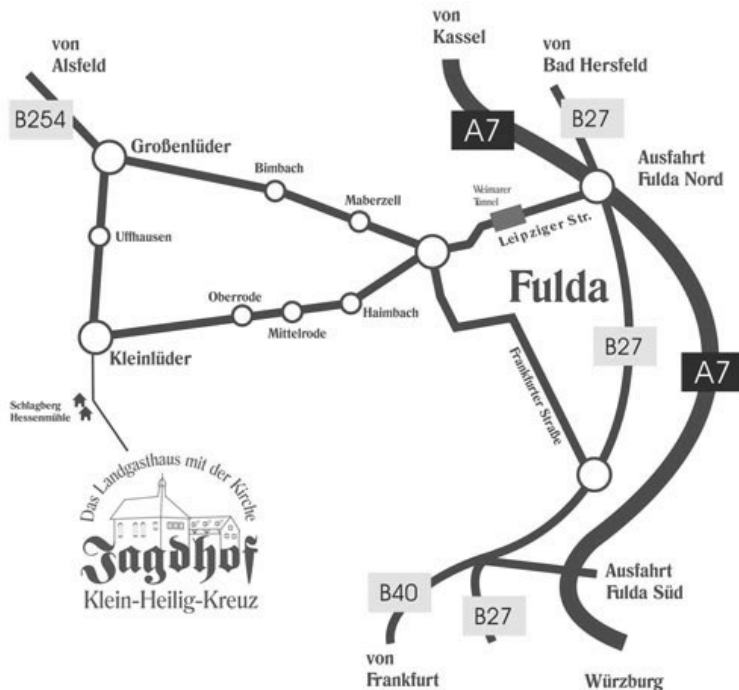 von
Kassel
von
Alsfeld
von
Bad Hersfeld
B254
B27
A7
Großenlüder
Ausfahrt
Fulda Nord
Bimbach
Maberzell
Weimarer
Tunnel
Leipziger Str.
Uffhausen
Fulda
Oberrode
Mittelrode
Haimbach
B27
Kleinlüder
A7
Frankfurter Straße
Schlagberg
Hessenmühle
Das Landgasthaus mit der Kirche
Jagdhof
Klein-Heilig-Kreuz
Ausfahrt
Fulda Süd
B40
B27
von
Frankfurt
Würzburg